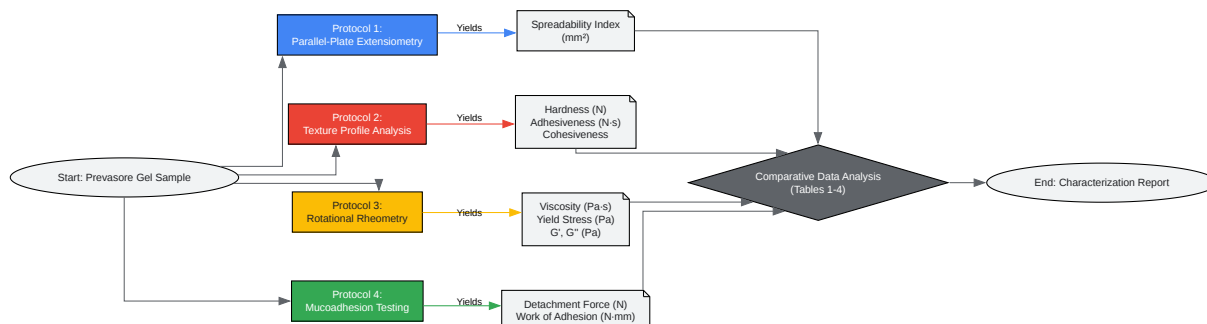 Start: Prevasore Gel Sample
Protocol 1:
Parallel-Plate Extensiometry
Yields
Spreadability Index
(mm²)
Protocol 2:
Texture Profile Analysis
Yields
Hardness (N)
Adhesiveness (N·s)
Cohesiveness
Protocol 3:
Rotational Rheometry
Yields
Viscosity (Pa·s)
Yield Stress (Pa)
G', G'' (Pa)
Protocol 4:
Mucoadhesion Testing
Yields
Detachment Force (N)
Work of Adhesion (N·mm)
Comparative Data Analysis
(Tables 1-4)
End: Characterization Report